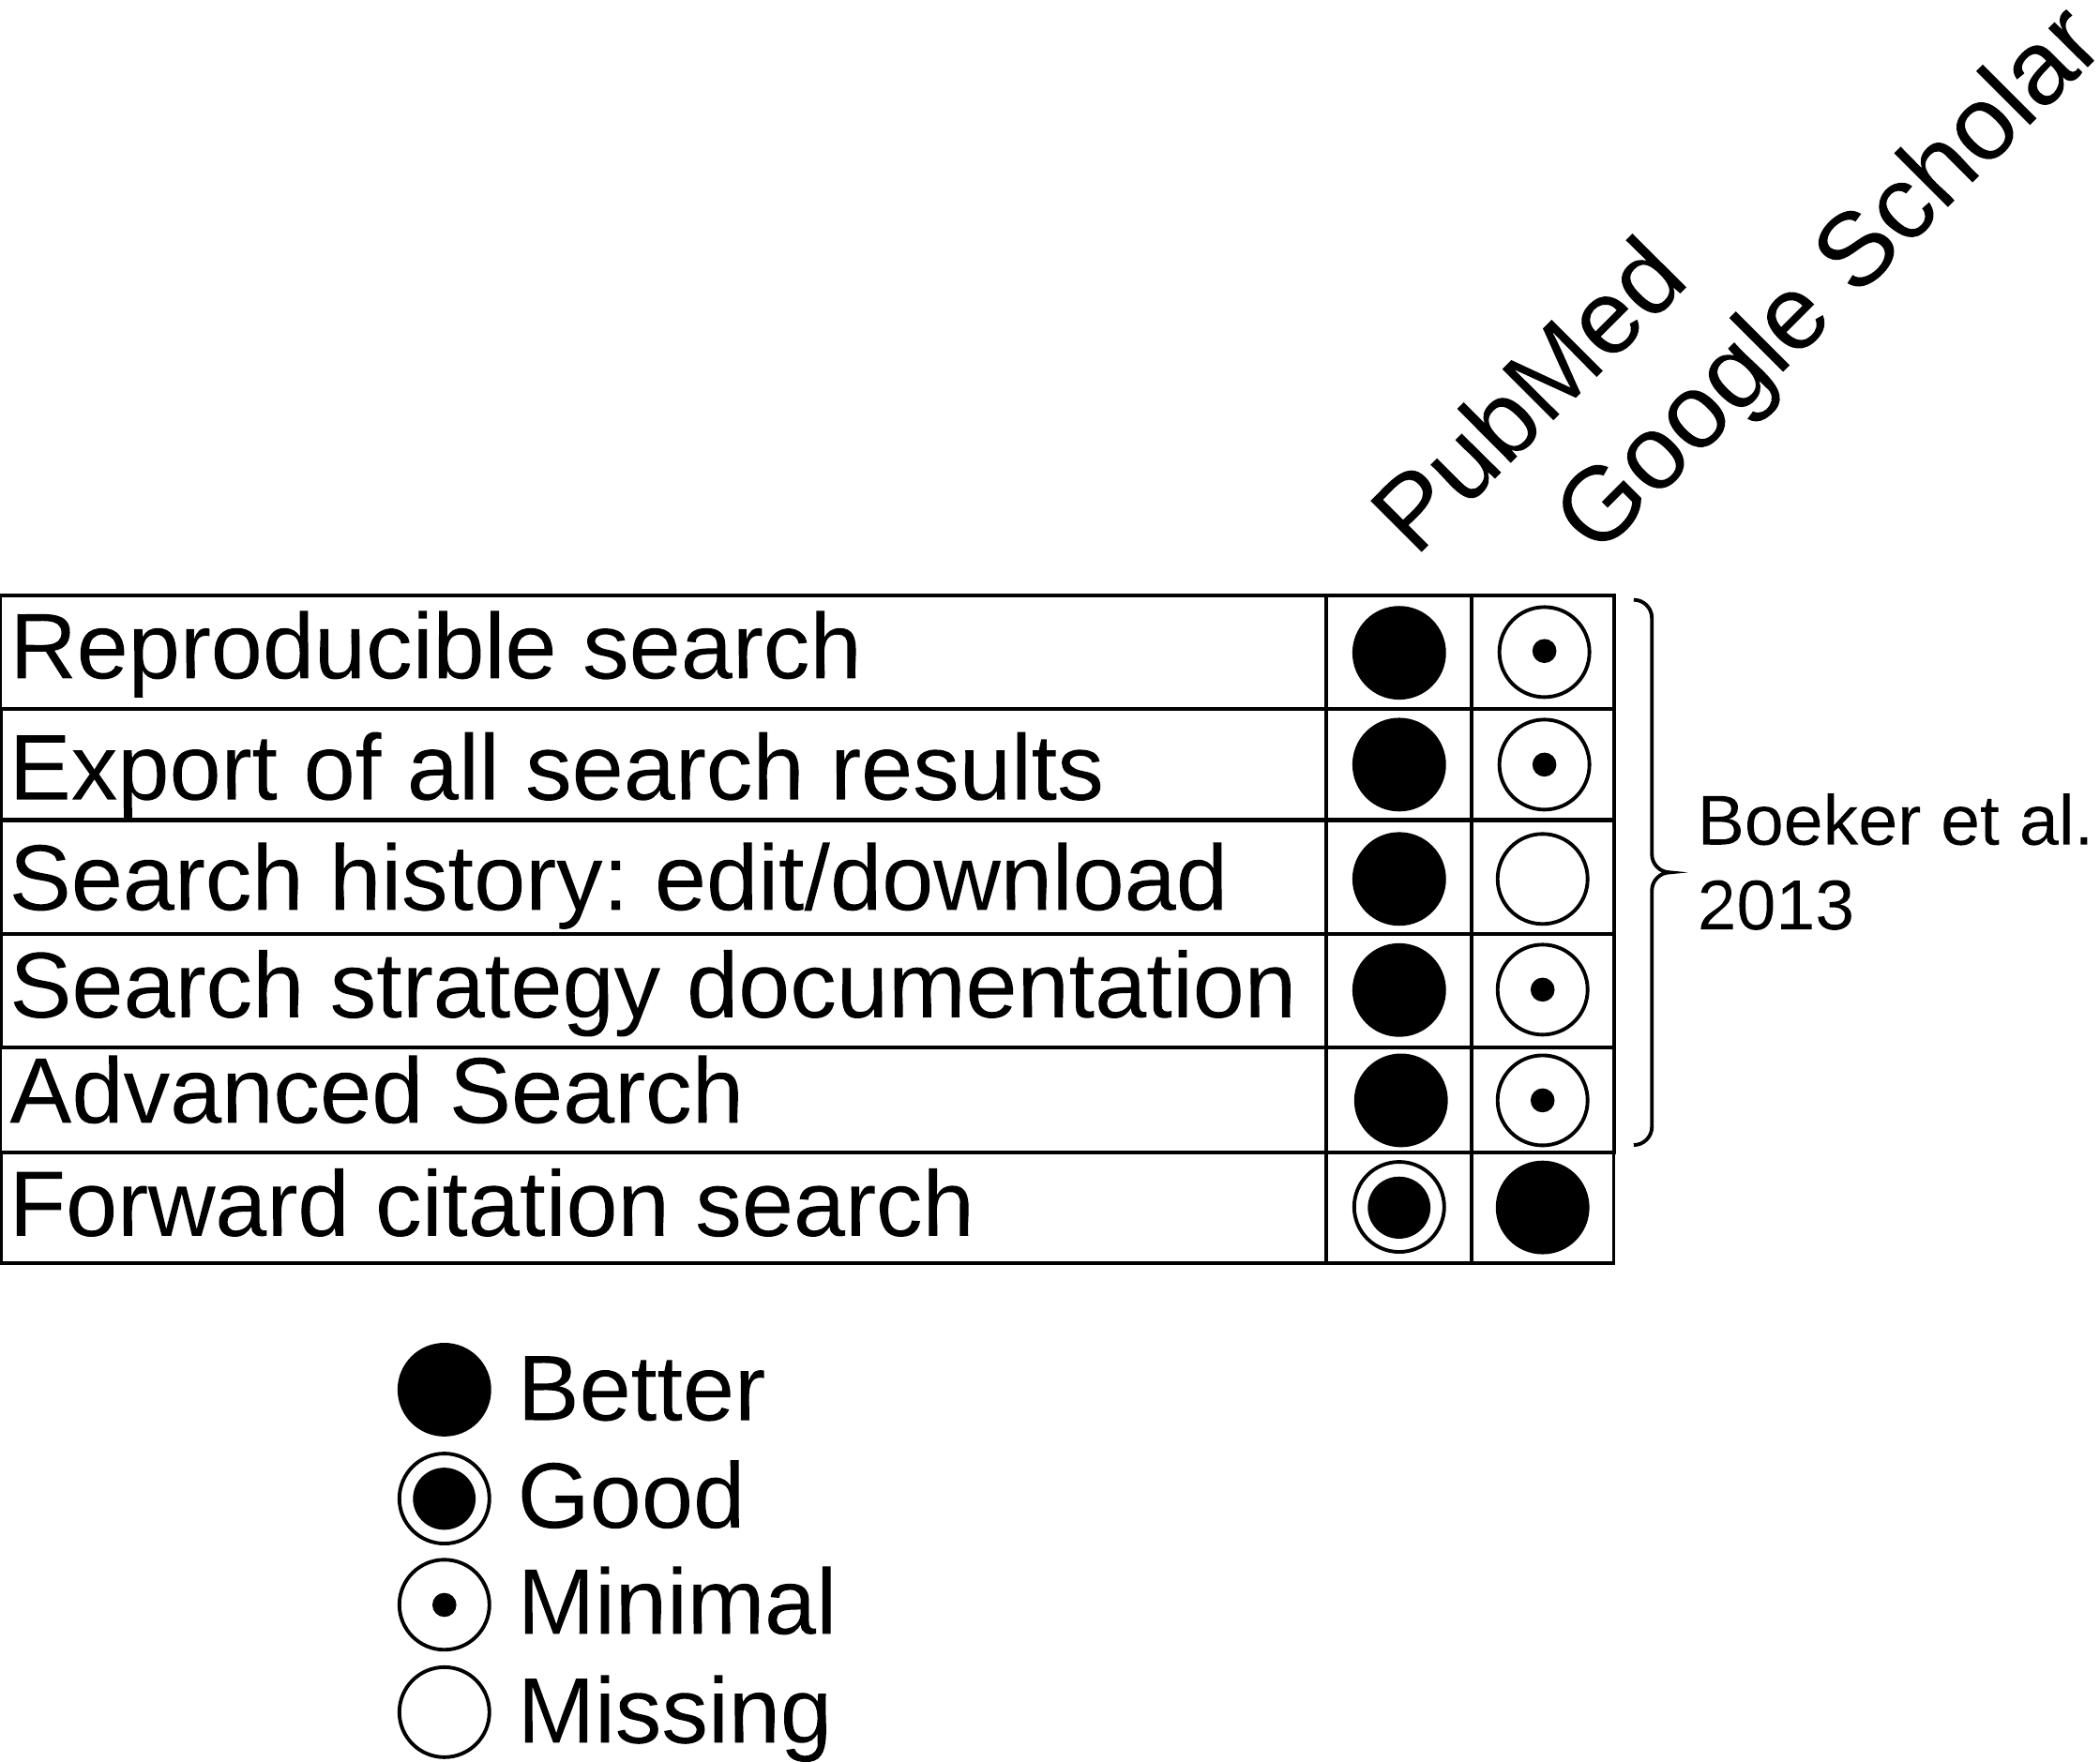 PubMed
Google Scholar
Reproducible search
Export of all search results
Search history: edit/download
Search strategy documentation
Advanced Search
Forward citation search
Boeker et al.
2013
Better
Good
Minimal
Missing